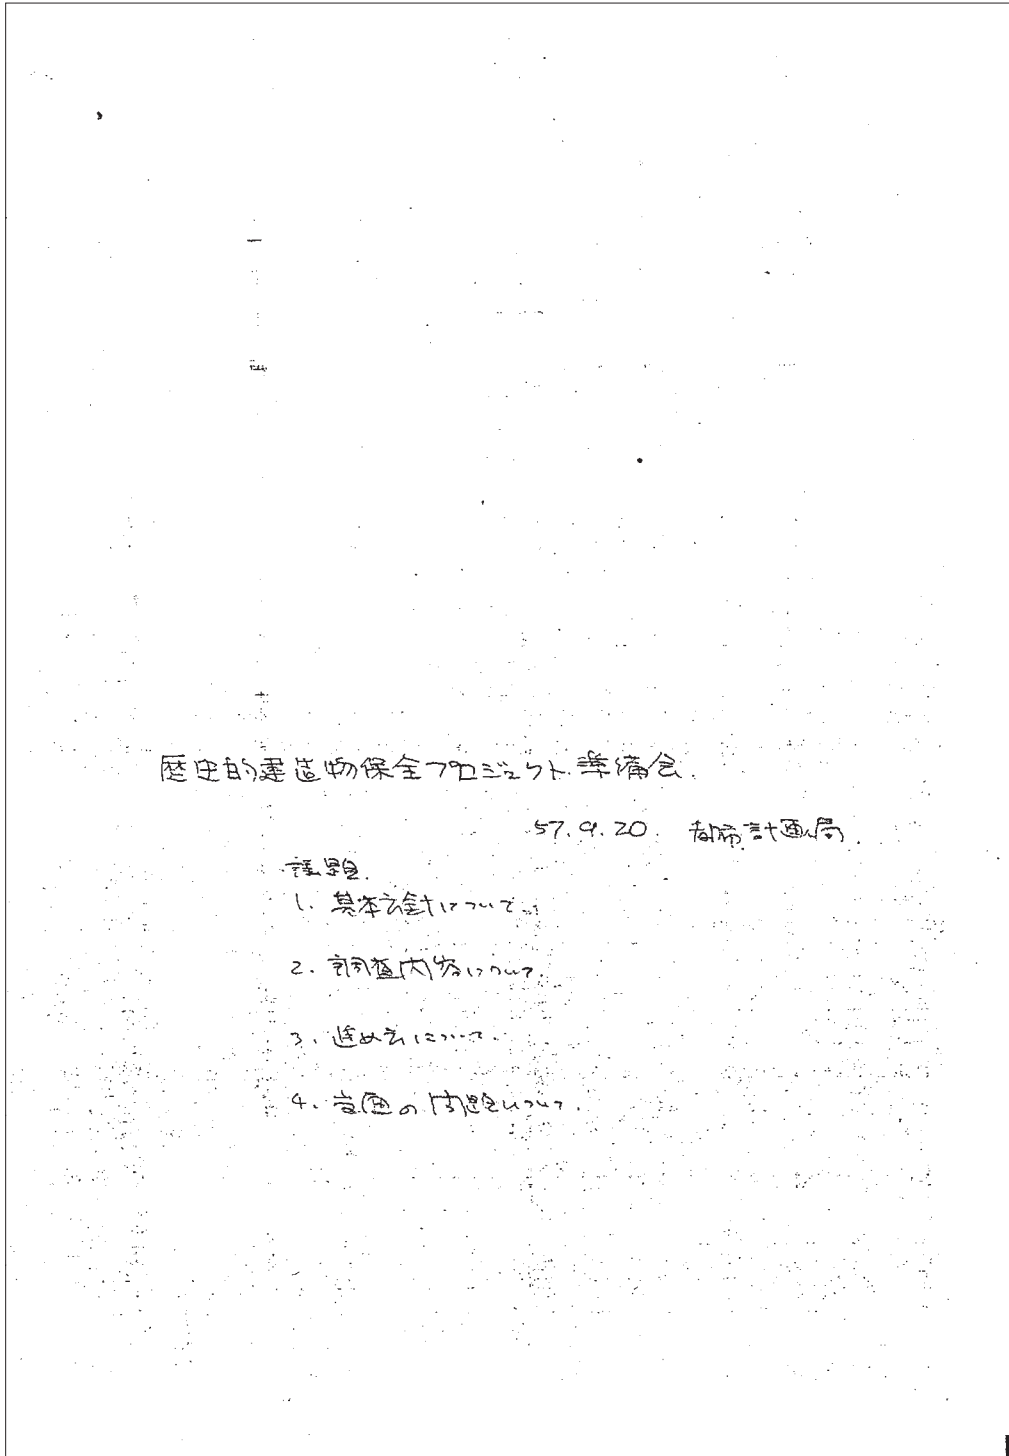 歴史的建造物保全プロジェクト準備会.
57.9.20. 都市計画局.
議題.
1. 基本方針について.
2. 調査内容について.
3. 進め方について.
4. 当面の問題について.